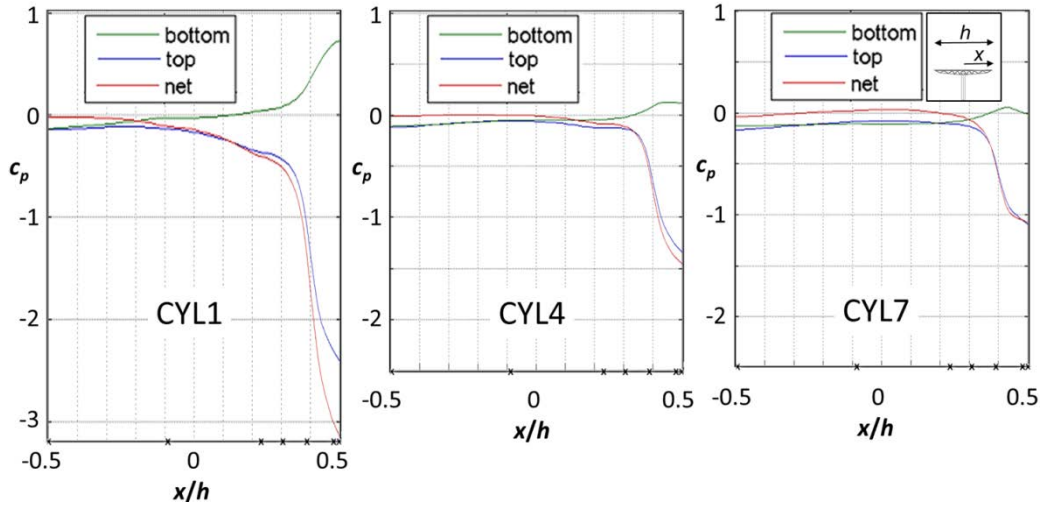 1
0
-1
-2
-3
c_p
bottom
top
net
CYL1
-0.5
0
0.5
x/h
1
0
-1
-2
c_p
bottom
top
net
CYL4
-0.5
0
0.5
x/h
1
0
-1
-2
c_p
bottom
top
net
h
x
CYL7
-0.5
0
0.5
x/h